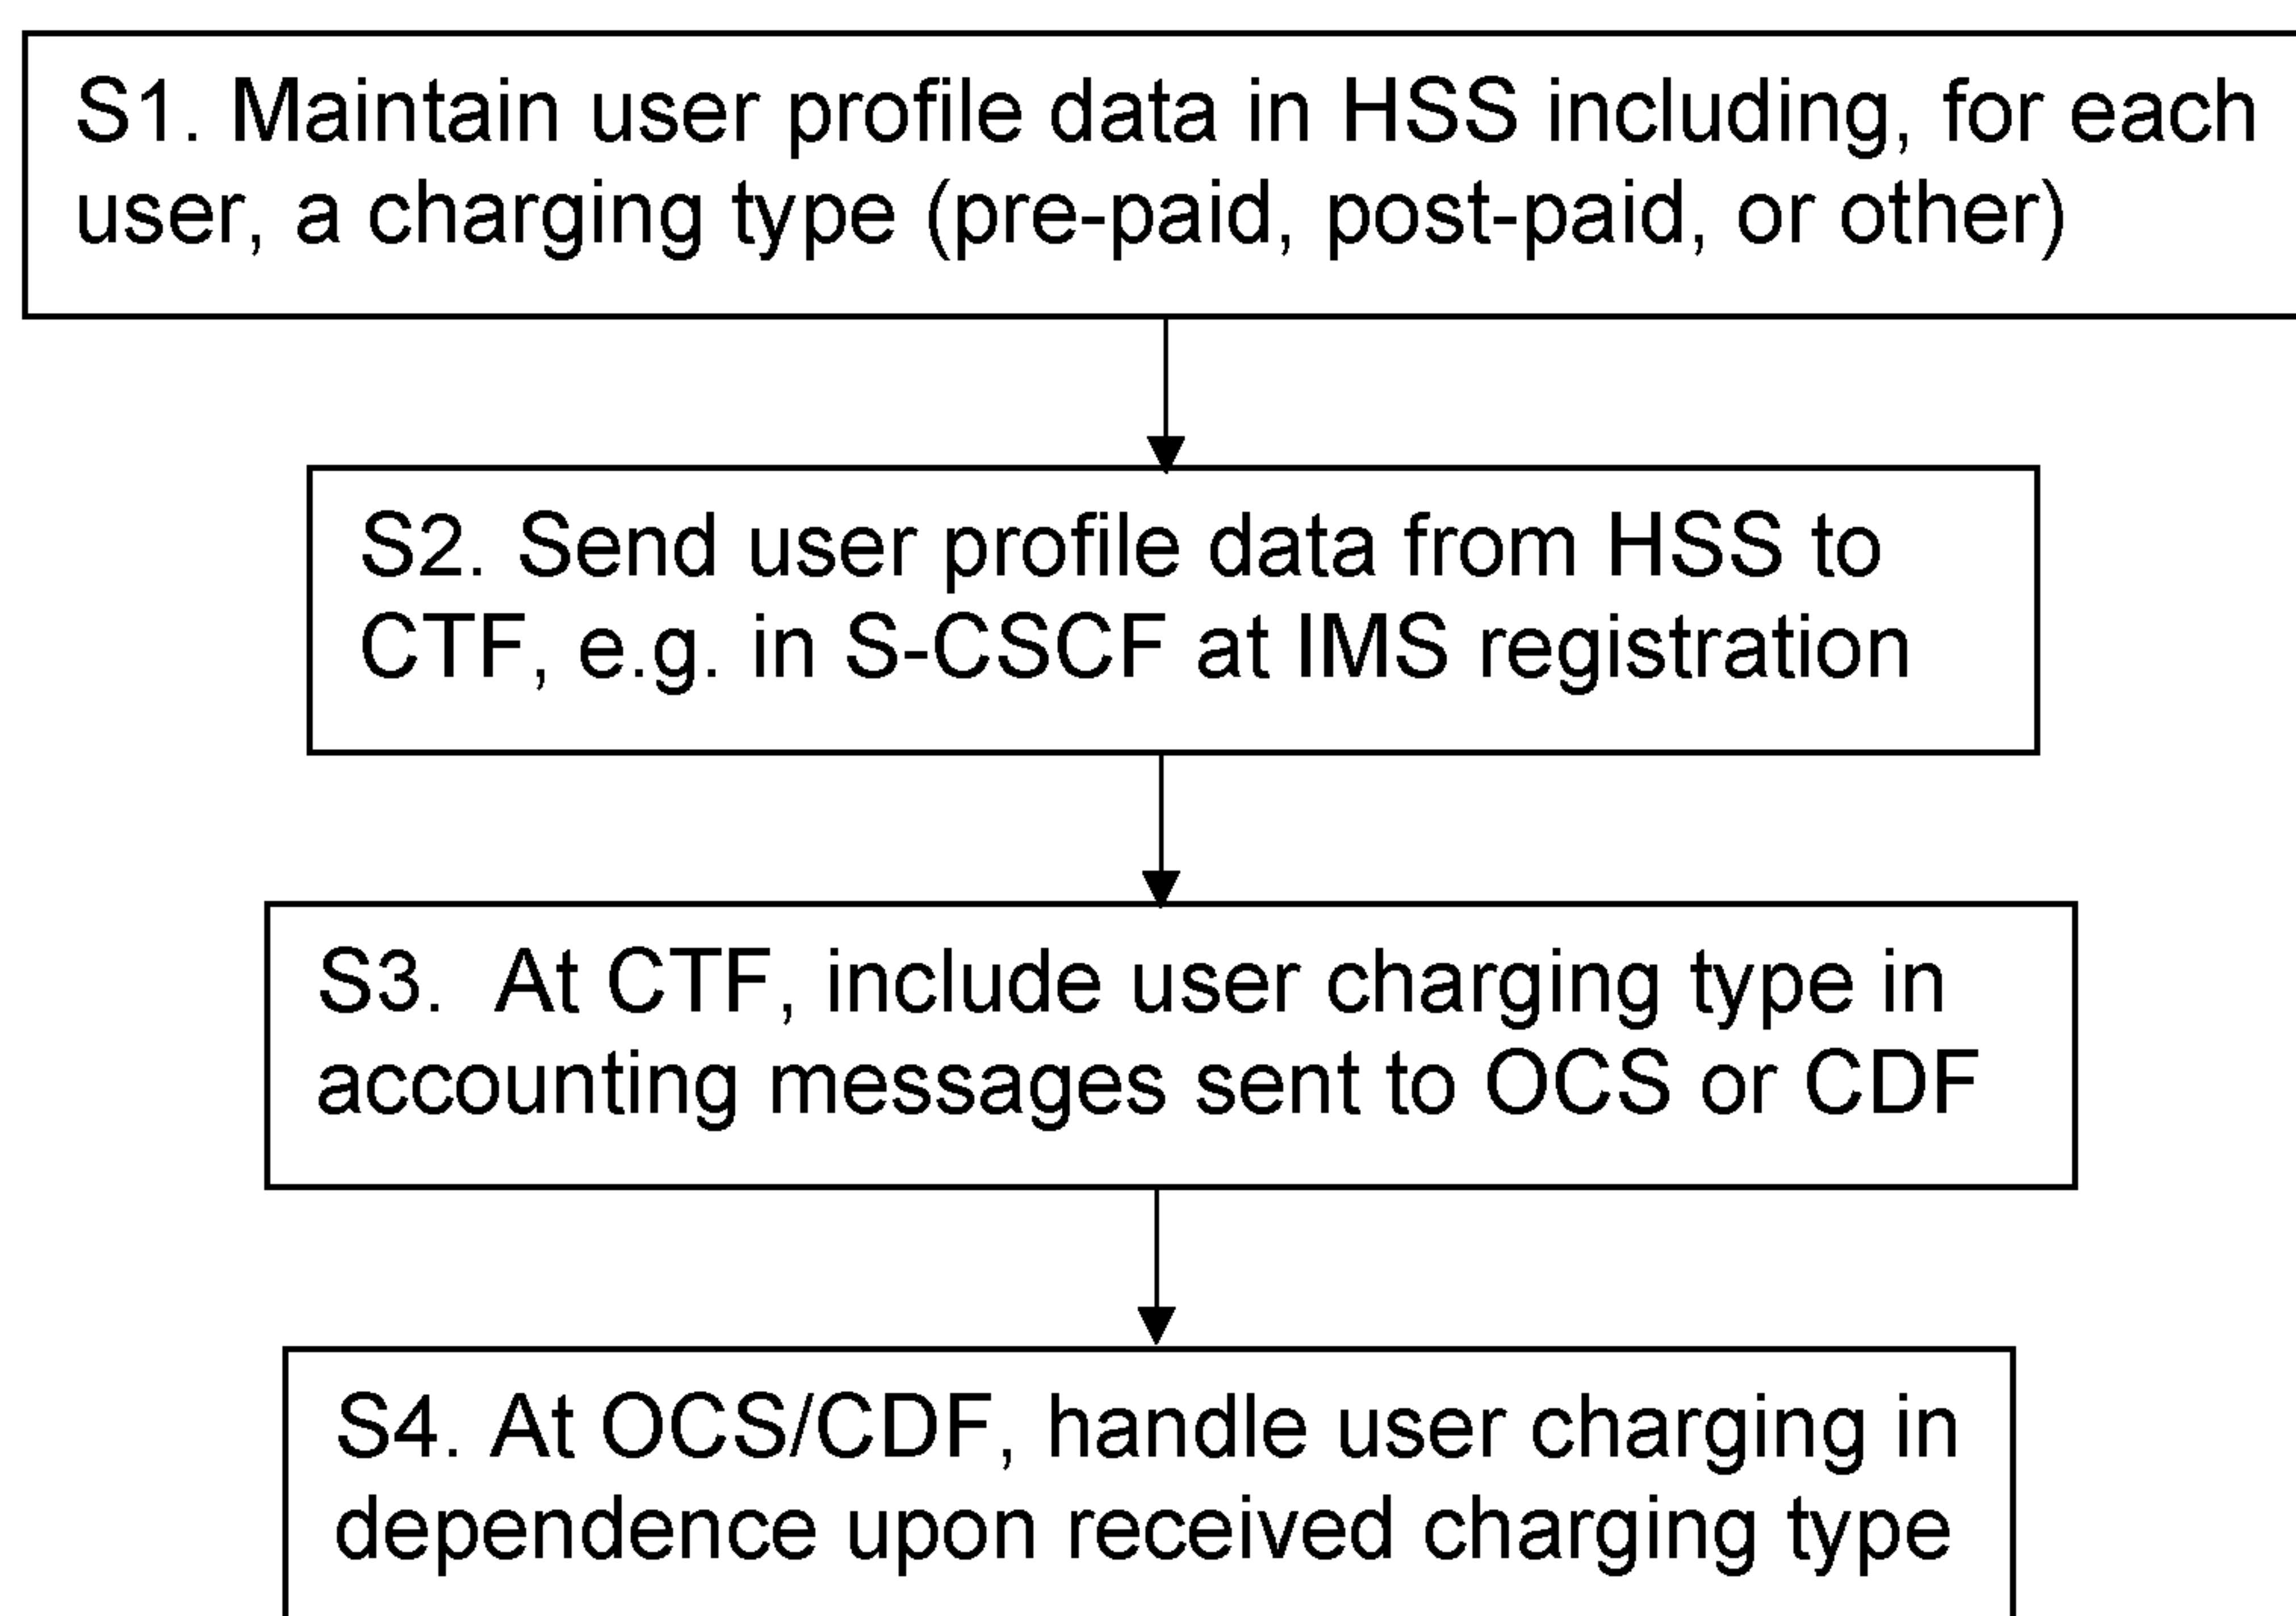 S1. Maintain user profile data in HSS including, for each
user, a charging type (pre-paid, post-paid, or other)
S2. Send user profile data from HSS to
CTF, e.g. in S-CSCF at IMS registration
S3. At CTF, include user charging type in
accounting messages sent to OCS or CDF
S4. At OCS/CDF, handle user charging in
dependence upon received charging type